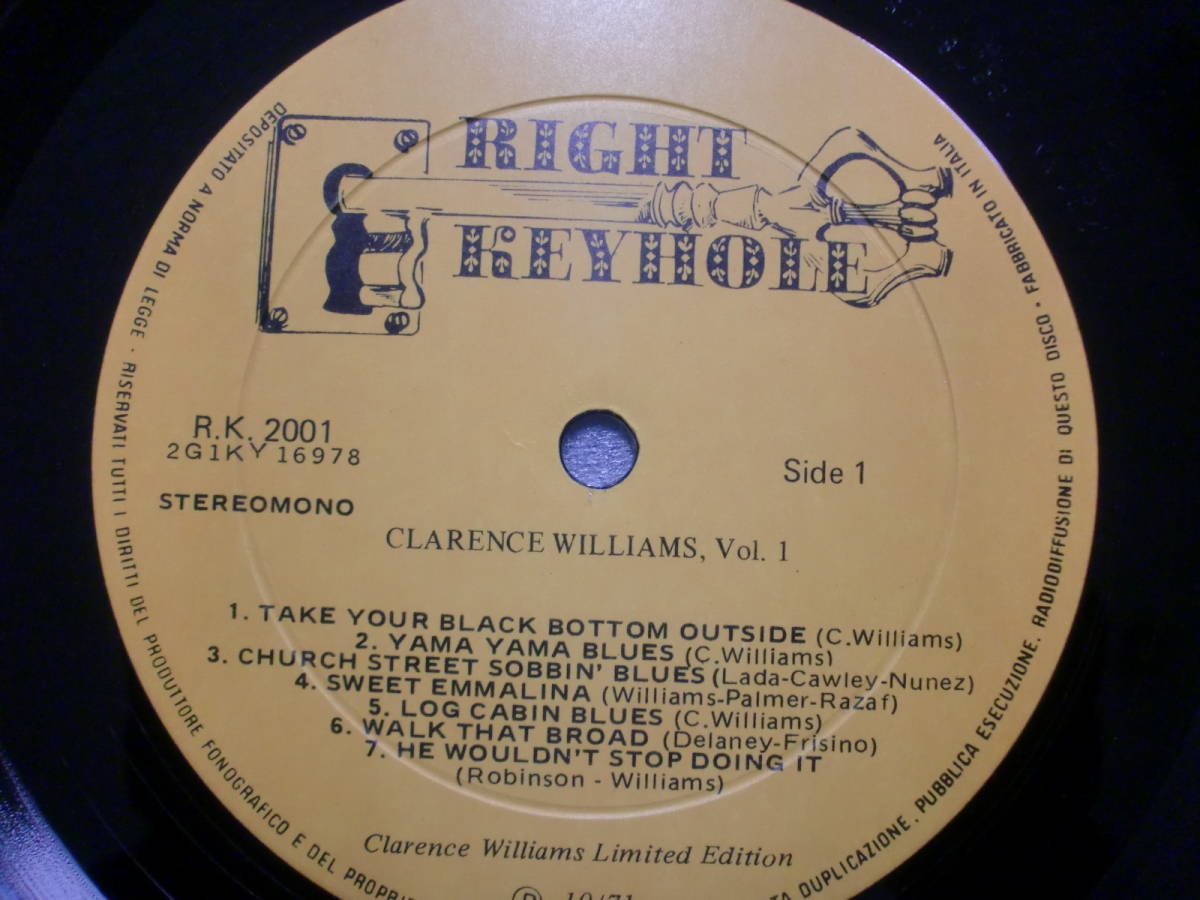 RIGHT
KEYHOLE
R.K. 2001
2G1KY 16978
STEREOMONO
Side 1
CLARENCE WILLIAMS, Vol. 1
1. TAKE YOUR BLACK BOTTOM OUTSIDE (C.Williams)
2. YAMA YAMA BLUES (C.Williams)
3. CHURCH STREET SOBBIN' BLUES (Lada-Cawley-Nunez)
4. SWEET EMMALINA (Williams-Palmer-Razaf)
5. LOG CABIN BLUES (C.Williams)
6. WALK THAT BROAD (Delaney-Frisino)
7. HE WOULDN'T STOP DOING IT
(Robinson - Williams)
Clarence Williams Limited Edition
Ⓟ 10/71
DEPOSITATO A NORMA DI LEGGE · RISERVATI TUTTI I DIRITTI DEL PRODUTTORE FONOGRAFICO E DEL
DUPLICAZIONE. PUBBLICA ESECUZIONE. RADIODIFFUSIONE DI QUESTO DISCO · FABBRICATO IN ITALIA